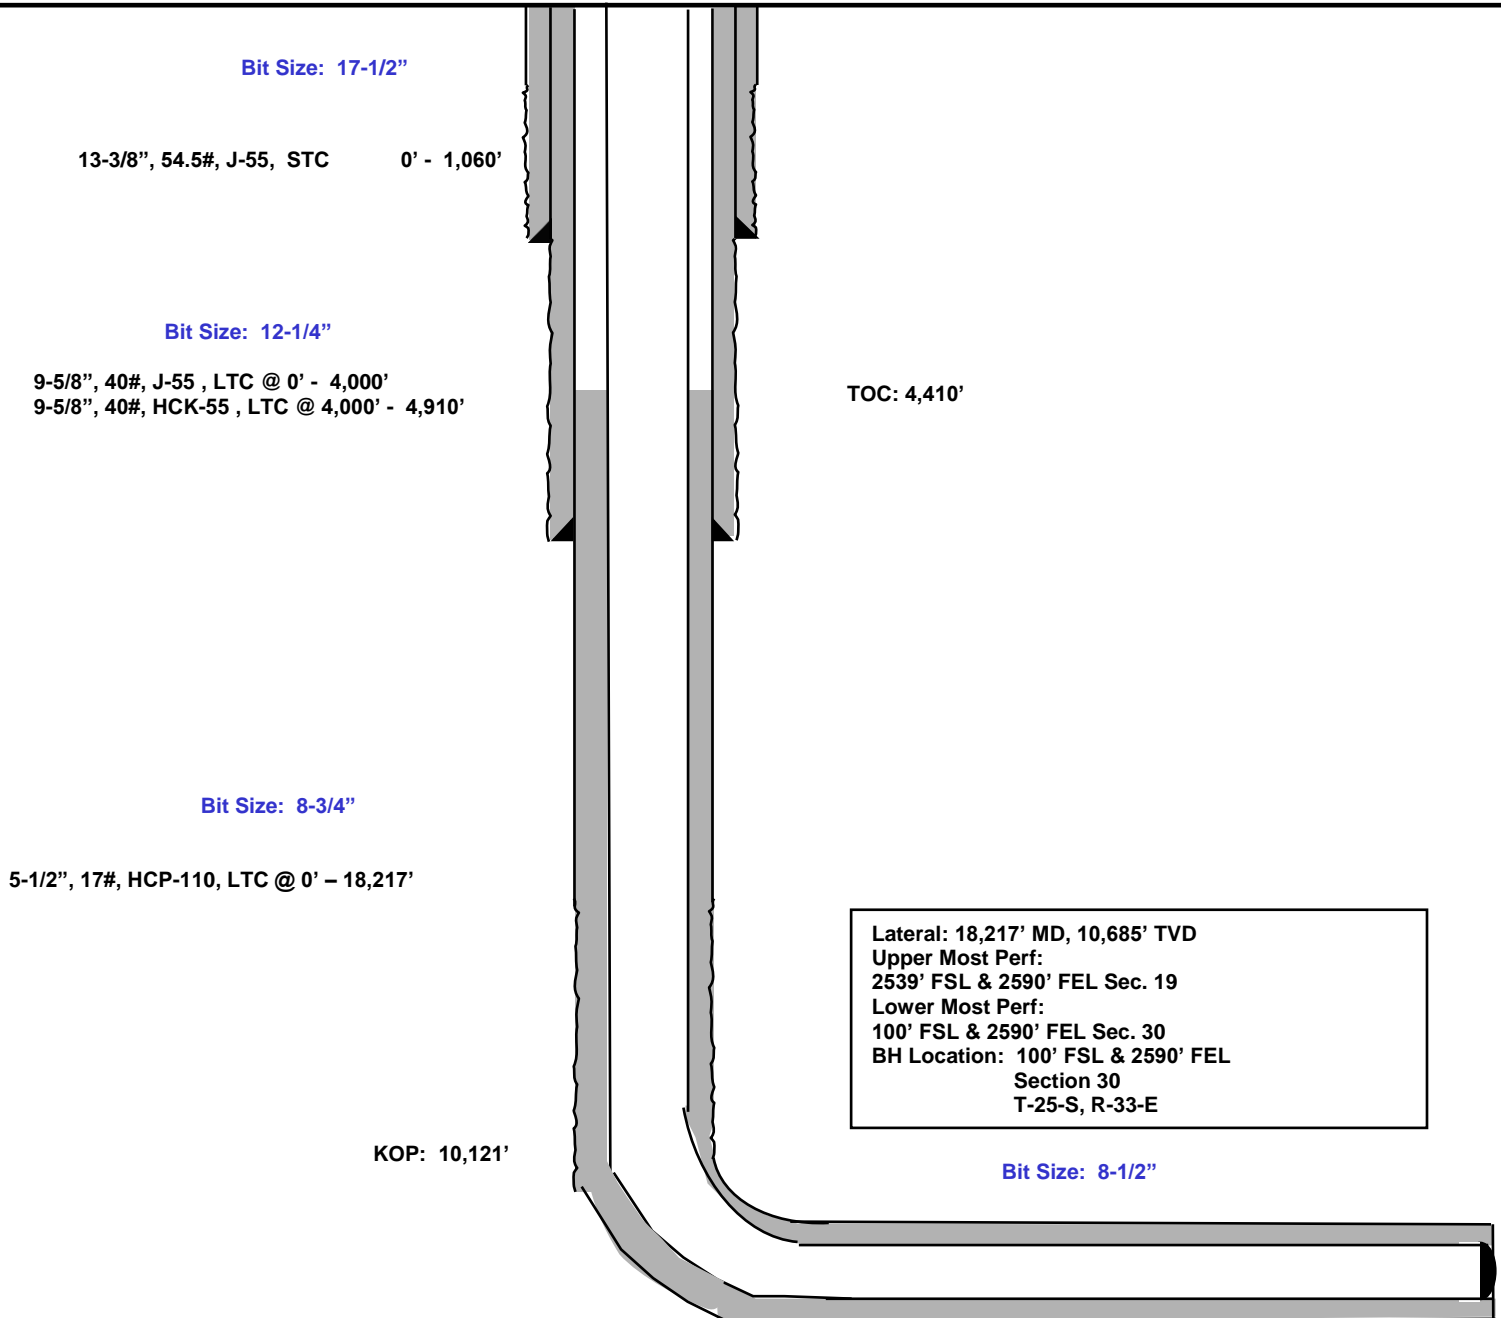 Bit Size: 17-1/2”
13-3/8”, 54.5#, J-55, STC 0’ - 1,060’
Bit Size: 12-1/4”
9-5/8”, 40#, J-55 , LTC @ 0’ - 4,000’
9-5/8”, 40#, HCK-55 , LTC @ 4,000’ - 4,910’
TOC: 4,410’
Bit Size: 8-3/4”
5-1/2”, 17#, HCP-110, LTC @ 0’ – 18,217’
Lateral: 18,217’ MD, 10,685’ TVD
Upper Most Perf:
2539’ FSL & 2590’ FEL Sec. 19
Lower Most Perf:
100’ FSL & 2590’ FEL Sec. 30
BH Location: 100’ FSL & 2590’ FEL
Section 30
T-25-S, R-33-E
KOP: 10,121’
Bit Size: 8-1/2”